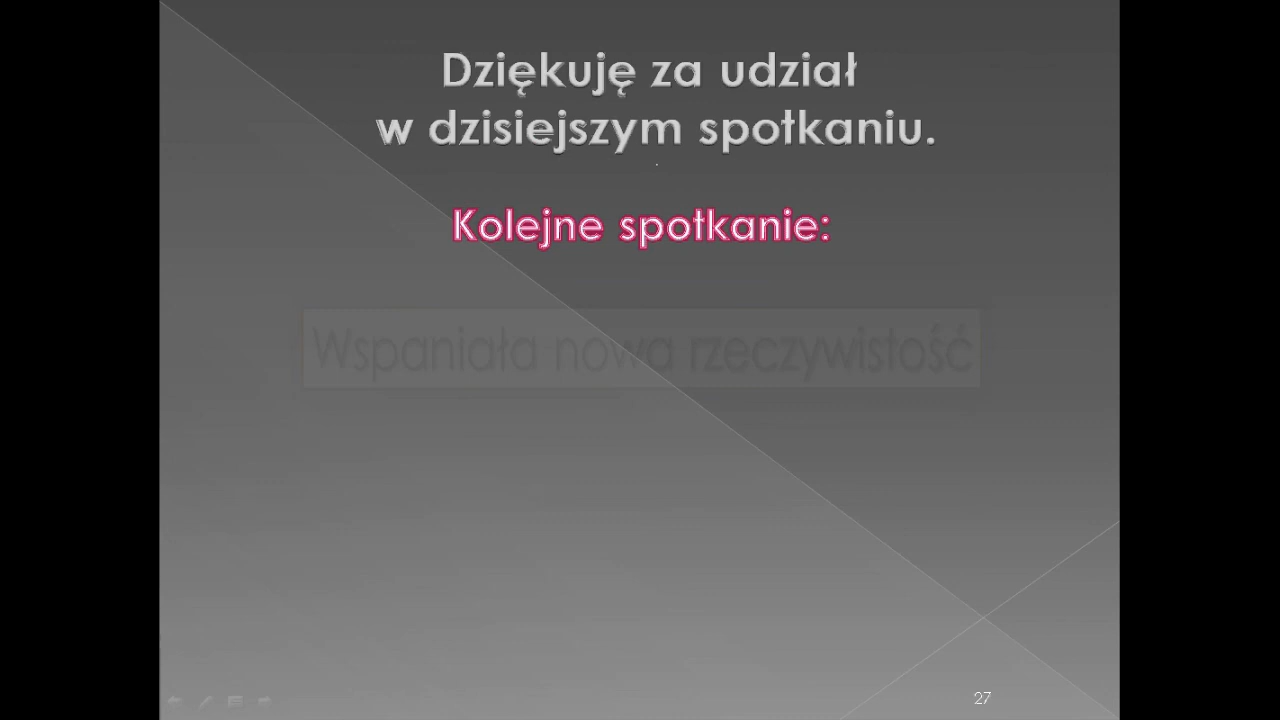 Dziękuję za udział
w dzisiejszym spotkaniu.
Kolejne spotkanie:
Wspaniała nowa rzeczywistość
27